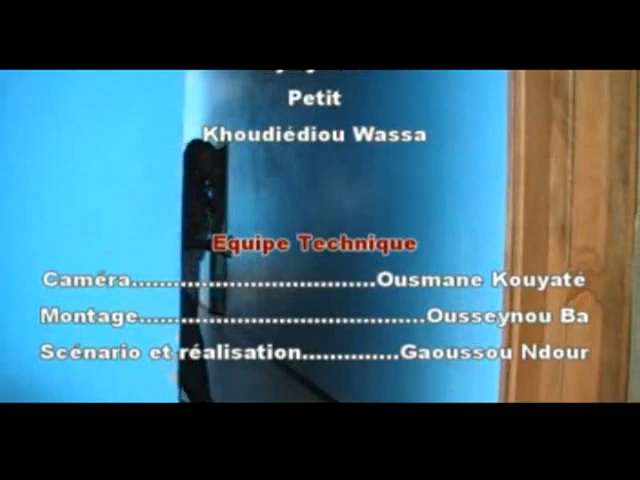 Petit
Khoudiédiou Wassa
Equipe Technique
Caméra...................................Ousmane Kouyaté
Montage.........................................Ousseynou Ba
Scénario et réalisation..............Gaoussou Ndour